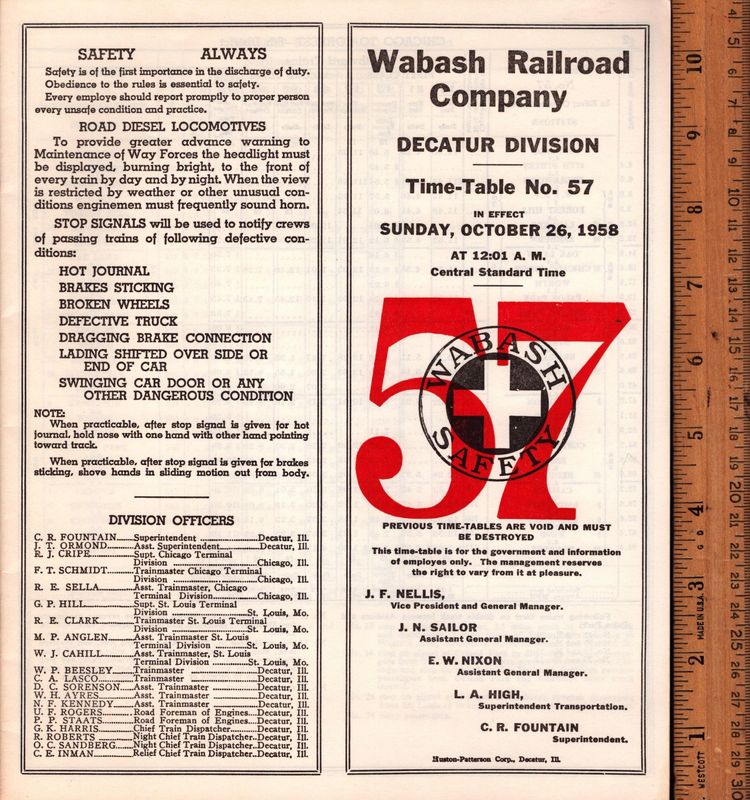 SAFETY ALWAYS
Safety is of the first importance in the discharge of duty.
Obedience to the rules is essential to safety.
Every employe should report promptly to proper person
every unsafe condition and practice.
ROAD DIESEL LOCOMOTIVES
To provide greater advance warning to
Maintenance of Way Forces the headlight must
be displayed, burning bright, to the front of
every train by day and by night. When the view
is restricted by weather or other unusual con-
ditions enginemen must frequently sound horn.
STOP SIGNALS will be used to notify crews
of passing trains of following defective con-
ditions:
HOT JOURNAL
BRAKES STICKING
BROKEN WHEELS
DEFECTIVE TRUCK
DRAGGING BRAKE CONNECTION
LADING SHIFTED OVER SIDE OR
END OF CAR
SWINGING CAR DOOR OR ANY
OTHER DANGEROUS CONDITION
NOTE:
When practicable, after stop signal is given for hot
journal, hold nose with one hand with other hand pointing
toward track.
When practicable, after stop signal is given for brakes
sticking, shove hands in sliding motion out from body.
DIVISION OFFICERS
C. R. FOUNTAIN Superintendent Decatur, Ill.
J. T. ORMOND Asst. Superintendent Decatur, Ill.
R. J. CRIPE Supt. Chicago Terminal
Division Chicago, Ill.
F. T. SCHMIDT Trainmaster Chicago Terminal
Division Chicago, Ill.
R. E. SELLA Asst. Trainmaster, Chicago
Terminal Division Chicago, Ill.
G. P. HILL Supt. St. Louis Terminal
Division St. Louis, Mo.
R. E. CLARK Trainmaster St Louis Terminal
Division St. Louis, Mo.
M. P. ANGLEN Asst. Trainmaster St. Louis
Terminal Division St. Louis, Mo.
W. J. CAHILL Asst. Trainmaster, St. Louis
Terminal Division St. Louis, Mo.
W. P. BEESLEY Trainmaster Decatur, Ill.
C. A. LASCO Trainmaster Decatur, Ill.
D. C. SORENSON Asst. Trainmaster Decatur, Ill.
W. H. AYRES Asst. Trainmaster Decatur, Ill.
N. F. KENNEDY Asst. Trainmaster Decatur, Ill.
U. F. ROGERS Road Foreman of Engines Decatur, Ill.
P. P. STAATS Road Foreman of Engines Decatur, Ill.
G. K. HARRIS Chief Train Dispatcher Decatur, Ill.
R. ROBERTS Night Chief Train Dispatcher Decatur, Ill.
O. C. SANDBERG Night Chief Train Dispatcher Decatur, Ill.
C. E. INMAN Relief Chief Train Dispatcher Decatur, Ill.
Wabash Railroad
Company
DECATUR DIVISION
Time-Table No. 57
IN EFFECT
SUNDAY, OCTOBER 26, 1958
AT 12:01 A. M.
Central Standard Time
57
WABASH
SAFETY
PREVIOUS TIME-TABLES ARE VOID AND MUST
BE DESTROYED
This time-table is for the government and information
of employes only. The management reserves
the right to vary from it at pleasure.
J. F. NELLIS,
Vice President and General Manager.
J. N. SAILOR
Assistant General Manager.
E. W. NIXON
Assistant General Manager.
L. A. HIGH,
Superintendent Transportation.
C. R. FOUNTAIN
Superintendent.
Huston-Patterson Corp., Decatur, Ill.
10
9
8
7
6
5
4
3
2
1
MADE IN U.S.A.
WESTCOTT